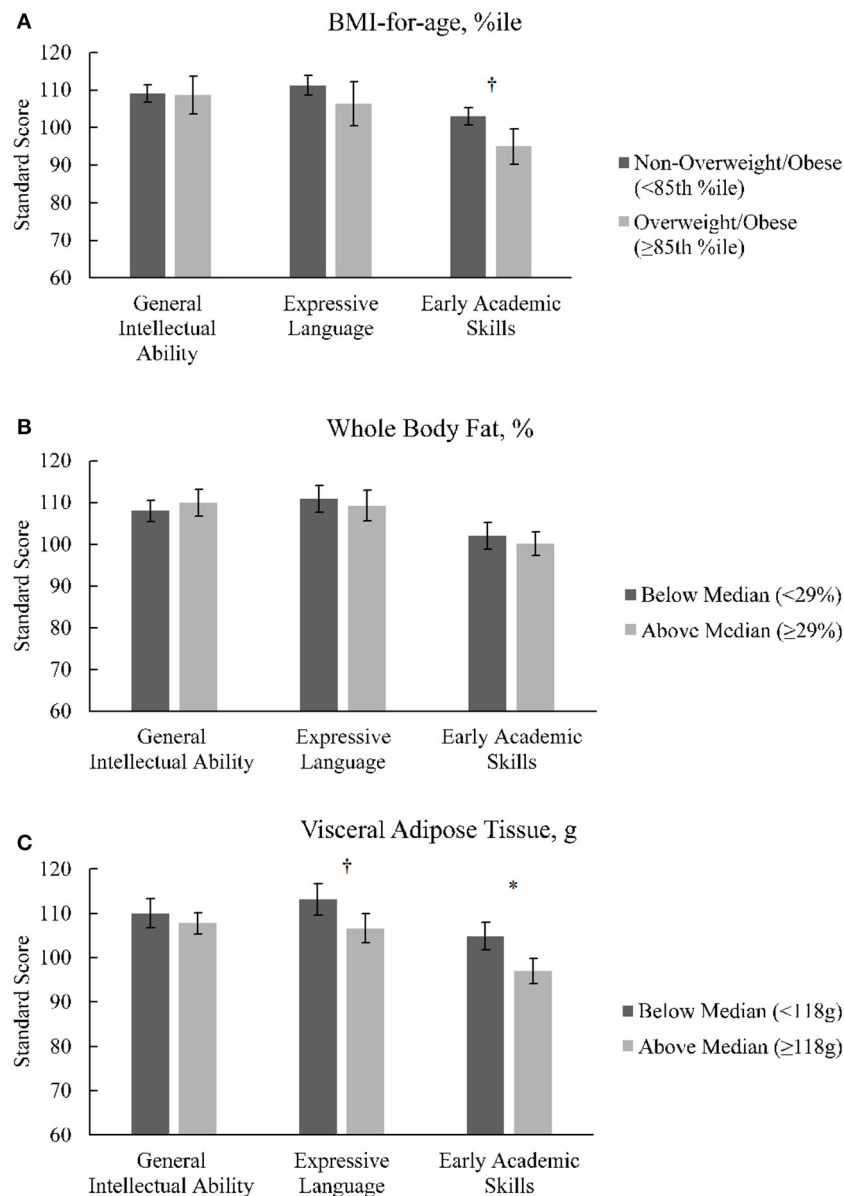 A
BMI-for-age, %ile
120
110
100
90
80
70
60
Standard Score
†
General
Intellectual
Ability
Expressive
Language
Early Academic
Skills
Non-Overweight/Obese
(<85th %ile)
Overweight/Obese
(≥85th %ile)
B
Whole Body Fat, %
120
110
100
90
80
70
60
Standard Score
General
Intellectual Ability
Expressive
Language
Early Academic
Skills
Below Median (<29%)
Above Median (≥29%)
C
Visceral Adipose Tissue, g
120
110
100
90
80
70
60
Standard Score
†
*
General
Intellectual Ability
Expressive
Language
Early Academic
Skills
Below Median (<118g)
Above Median (≥118g)